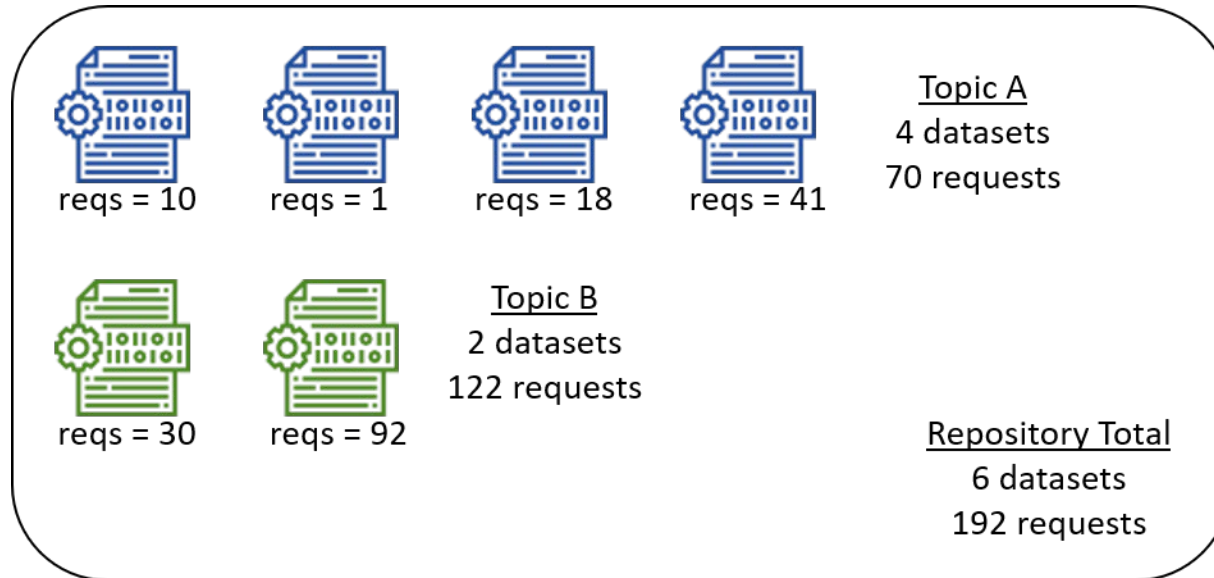 reqs = 10
reqs = 1
reqs = 18
reqs = 41
Topic A
4 datasets
70 requests
reqs = 30
reqs = 92
Topic B
2 datasets
122 requests
Repository Total
6 datasets
192 requests